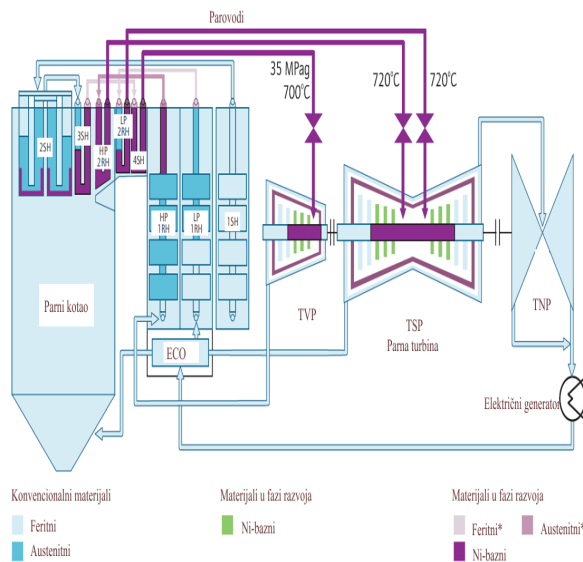 Parovodi
35 MPag
700°C
720°C
720°C
2SH
3SH
HP
2RH
LP
2RH
4SH
HP
1RH
LP
1RH
1SH
Parni kotao
ECO
TVP
TSP
Parna turbina
TNP
Električni generator
Konvencionalni materijali
Feritni
Austenitni
Materijali u fazi razvoja
Ni-bazni
Materijali u fazi razvoja
Feritni*
Austenitni*
Ni-bazni